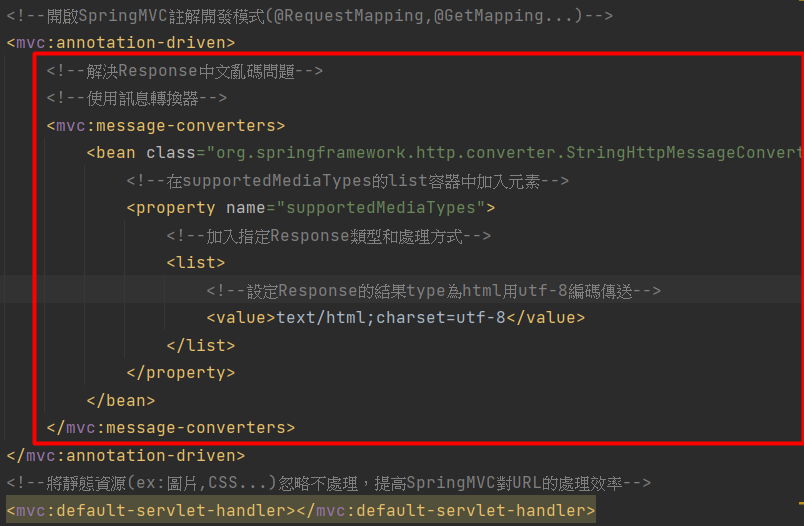 <!--開啟SpringMVC註解開發模式(@RequestMapping,@GetMapping...)-->
<mvc:annotation-driven>
<!--解決Response中文亂碼問題-->
<!--使用訊息轉換器-->
<mvc:message-converters>
<bean class="org.springframework.http.converter.StringHttpMessageConvert
<!--在supportedMediaTypes的list容器中加入元素-->
<property name="supportedMediaTypes">
<!--加入指定Response類型和處理方式-->
<list>
<!--設定Response的結果type為html用utf-8編碼傳送-->
<value>text/html;charset=utf-8</value>
</list>
</property>
</bean>
</mvc:message-converters>
</mvc:annotation-driven>
<!--將靜態資源(ex:圖片,CSS...)忽略不處理，提高SpringMVC對URL的處理效率-->
<mvc:default-servlet-handler></mvc:default-servlet-handler>